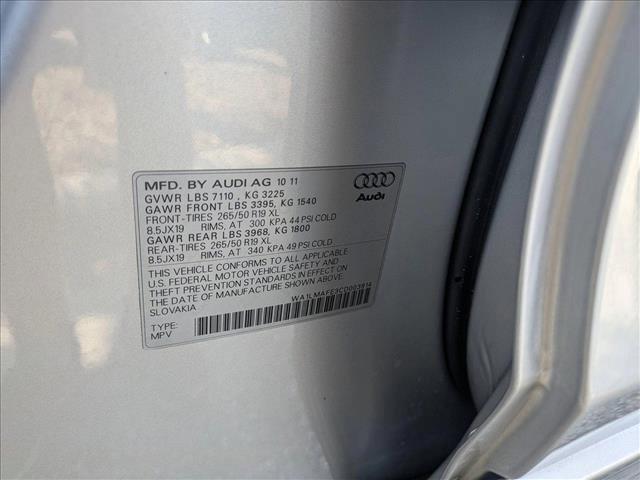 MFD. BY AUDI AG 10 11
GVWR LBS 7110 , KG 3225
GAWR FRONT LBS 3395, KG 1540
FRONT-TIRES 265/50 R19 XL
8.5JX19 RIMS, AT 300 KPA 44 PSI COLD
GAWR REAR LBS 3968, KG 1800
REAR-TIRES 265/50 R19 XL
8.5JX19 RIMS, AT 340 KPA 49 PSI COLD
THIS VEHICLE CONFORMS TO ALL APPLICABLE
U.S. FEDERAL MOTOR VEHICLE SAFETY AND
THEFT PREVENTION STANDARDS IN EFFECT ON
THE DATE OF MANUFACTURE SHOWN ABOVE.
SLOVAKIA
WA1LMAFE3CD003814
TYPE:
MPV
Audi